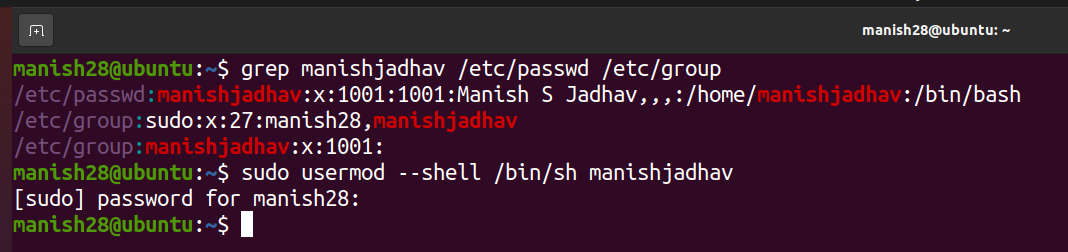 manish28@ubuntu: ~
manish28@ubuntu:~$ grep manishjadhav /etc/passwd /etc/group
/etc/passwd:manishjadhav:x:1001:1001:Manish S Jadhav,,,:/home/manishjadhav:/bin/bash
/etc/group:sudo:x:27:manish28,manishjadhav
/etc/group:manishjadhav:x:1001:
manish28@ubuntu:~$ sudo usermod --shell /bin/sh manishjadhav
[sudo] password for manish28:
manish28@ubuntu:~$